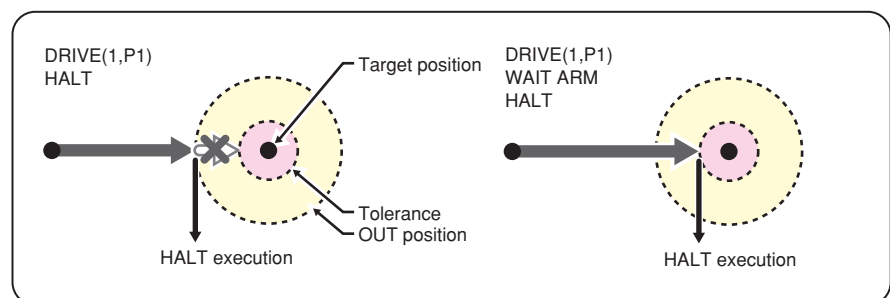 DRIVE(1,P1)
HALT
Target position
Tolerance
OUT position
HALT execution
DRIVE(1,P1)
WAIT ARM
HALT
HALT execution